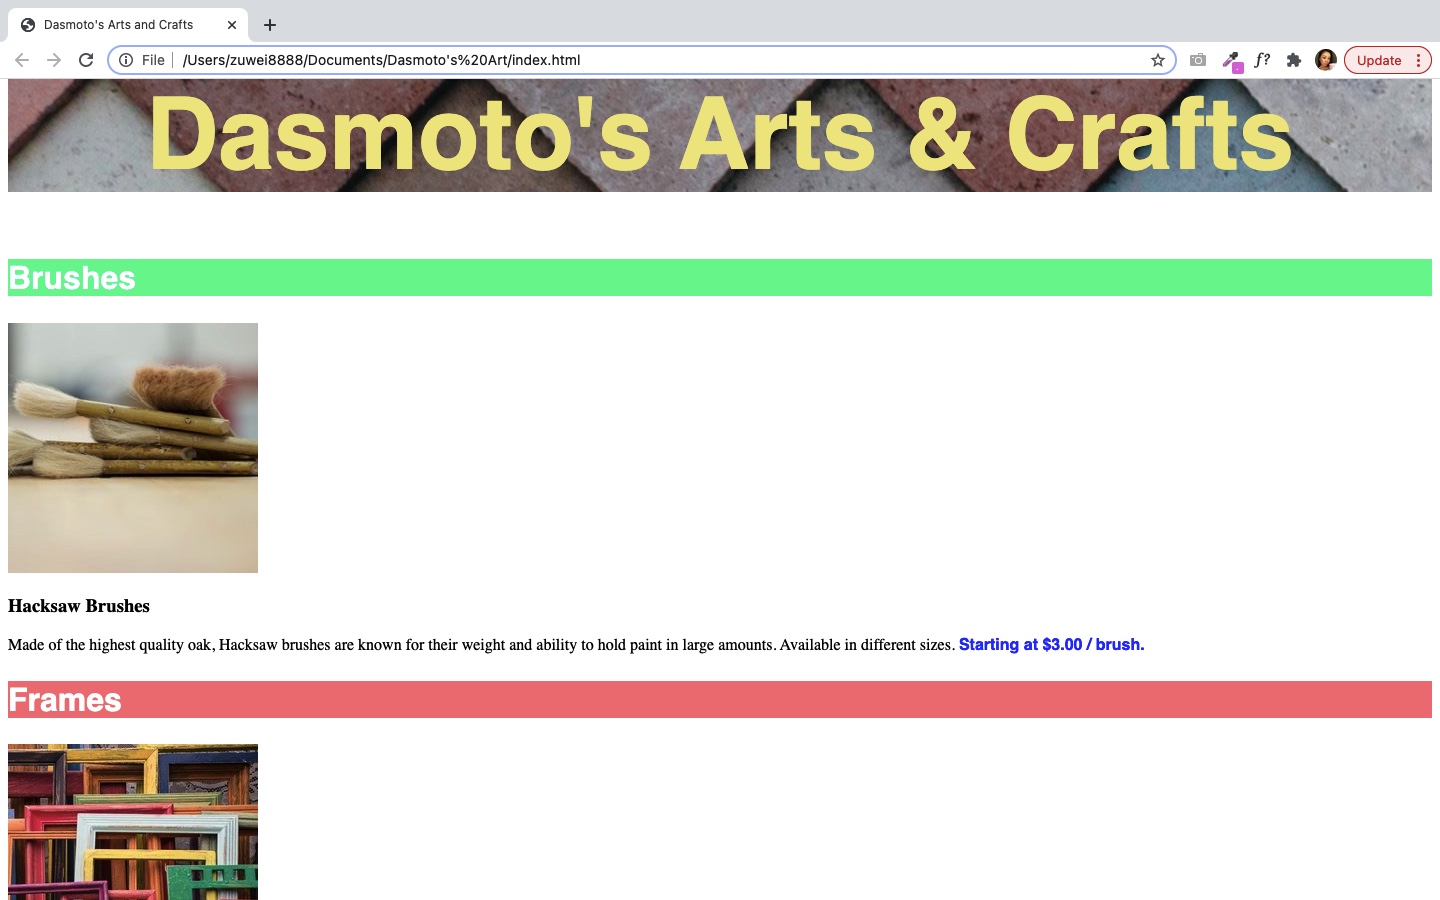 Dasmoto's Arts and Crafts
File /Users/zuwei8888/Documents/Dasmoto's%20Art/index.html
f?
Update
Dasmoto's Arts & Crafts
Brushes
Hacksaw Brushes
Made of the highest quality oak, Hacksaw brushes are known for their weight and ability to hold paint in large amounts. Available in different sizes. Starting at $3.00 / brush.
Frames